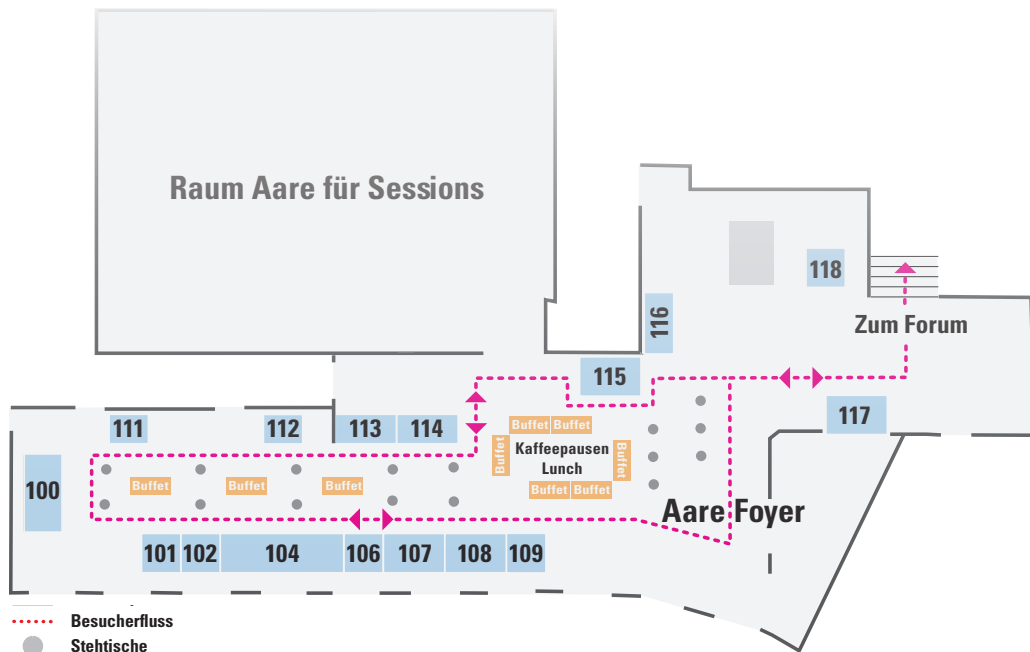 Raum Aare für Sessions
118
116
Zum Forum
115
117
111
112
113
114
Buffet Buffet
Buffet
Kaffeepausen
Lunch
Buffet
100
Buffet
Buffet
Buffet
Buffet Buffet
Aare Foyer
101
102
104
106
107
108
109
Besucherfluss
Stehtische